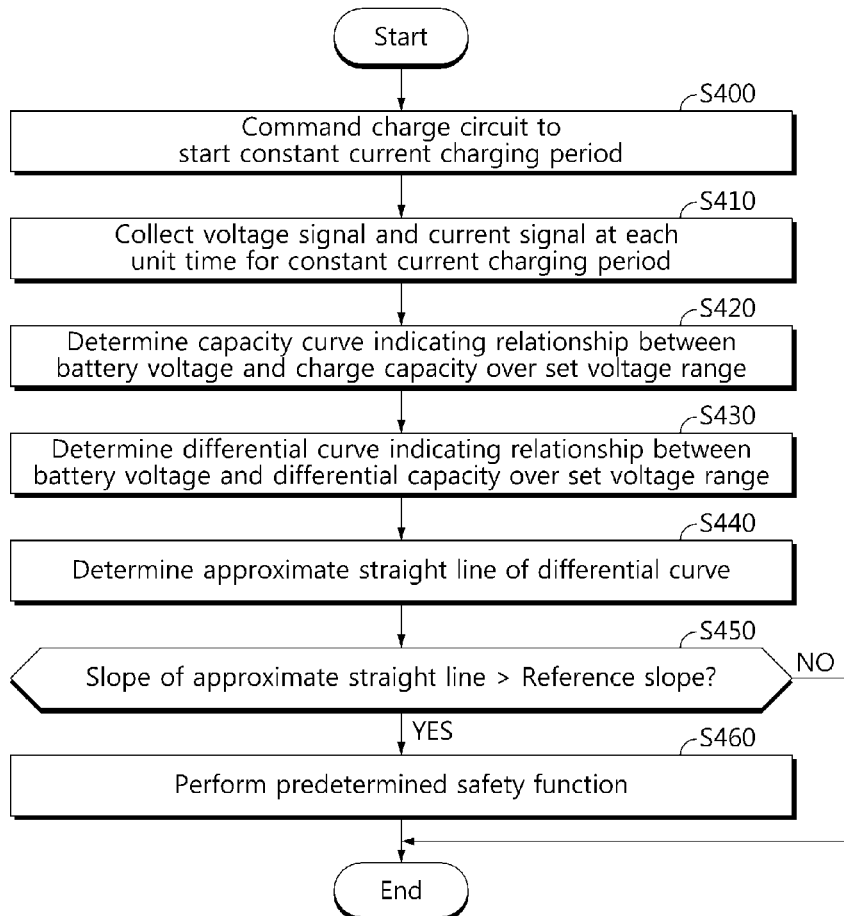 Start
S400
Command charge circuit to
start constant current charging period
S410
Collect voltage signal and current signal at each
unit time for constant current charging period
S420
Determine capacity curve indicating relationship between
battery voltage and charge capacity over set voltage range
S430
Determine differential curve indicating relationship between
battery voltage and differential capacity over set voltage range
S440
Determine approximate straight line of differential curve
S450
Slope of approximate straight line > Reference slope?
NO
YES
S460
Perform predetermined safety function
End